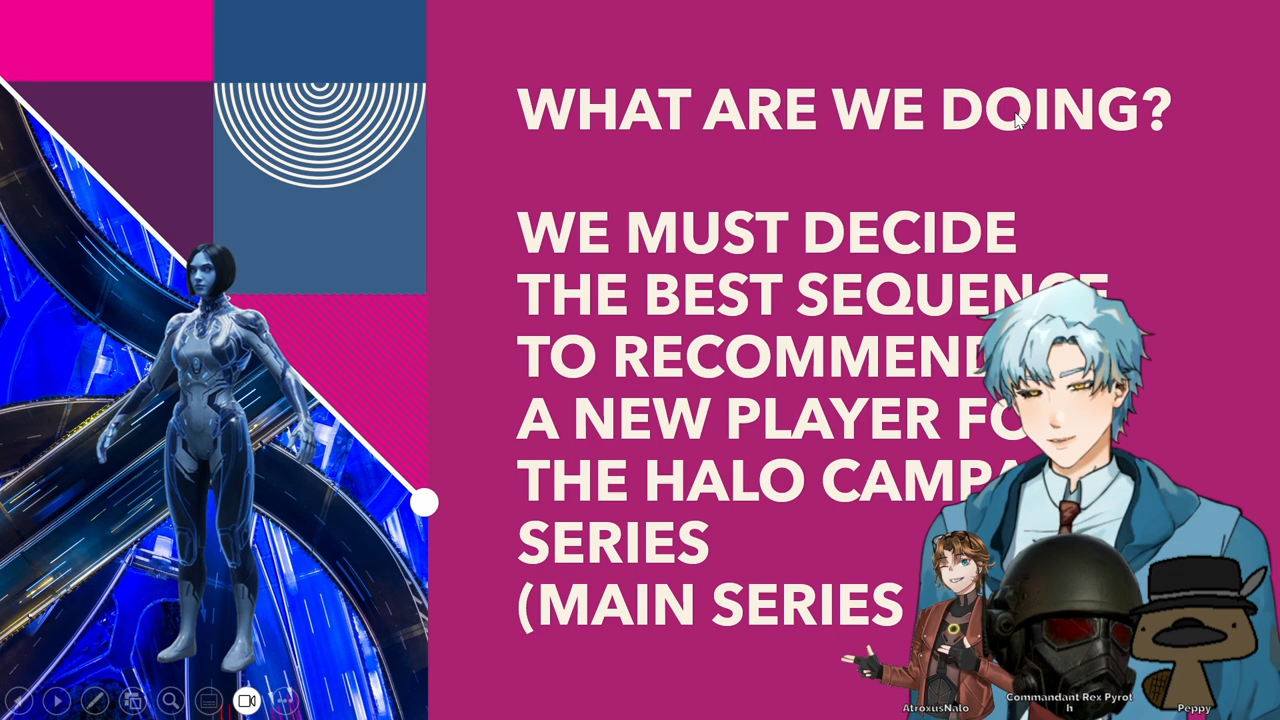 WHAT ARE WE DOING?
WE MUST DECIDE
THE BEST SEQUENCE
TO RECOMMEND
A NEW PLAYER FO
THE HALO CAMPA
SERIES
(MAIN SERIES
AtroxusNalo
Commandant Rex Pyrot
h
Peppy